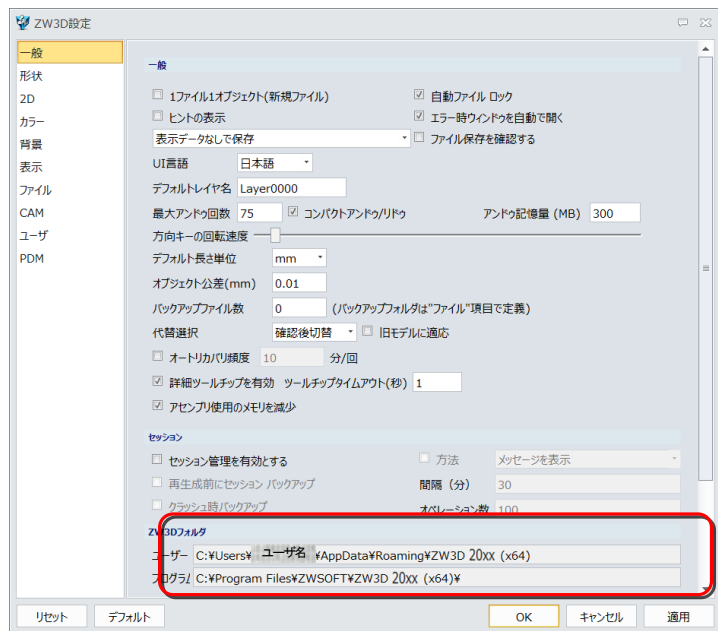 ZW3D設定
一般
形状
2D
カラー
背景
表示
ファイル
CAM
ユーザ
PDM
一般
1ファイル1オブジェクト(新規ファイル) 自動ファイル ロック
ヒントの表示 エラー時ウィンドゥを自動で開く
表示データなしで保存 ファイル保存を確認する
UI言語 日本語
デフォルトレイヤ名 Layer0000
最大アンドゥ回数 75 コンパクトアンドゥ/リドゥ アンドゥ記憶量 (MB) 300
方向キーの回転速度
デフォルト長さ単位 mm
オブジェクト公差(mm) 0.01
バックアップファイル数 0 (バックアップフォルダは"ファイル"項目で定義)
代替選択 確認後切替 旧モデルに適応
オートリカバリ頻度 10 分/回
詳細ツールチップを有効 ツールチップタイムアウト(秒) 1
アセンブリ使用のメモリを減少
セッション
セッション管理を有効とする 方法 メッセージを表示
再生成前にセッション バックアップ 間隔（分） 30
クラッシュ時バックアップ オペレーション数 100
ZW3Dフォルダ
ユーザー C:¥Users¥ ユーザ名 ¥AppData¥Roaming¥ZW3D 20xx (x64)
プログラム C:¥Program Files¥ZWSOFT¥ZW3D 20xx (x64)¥
リセット デフォルト OK キャンセル 適用